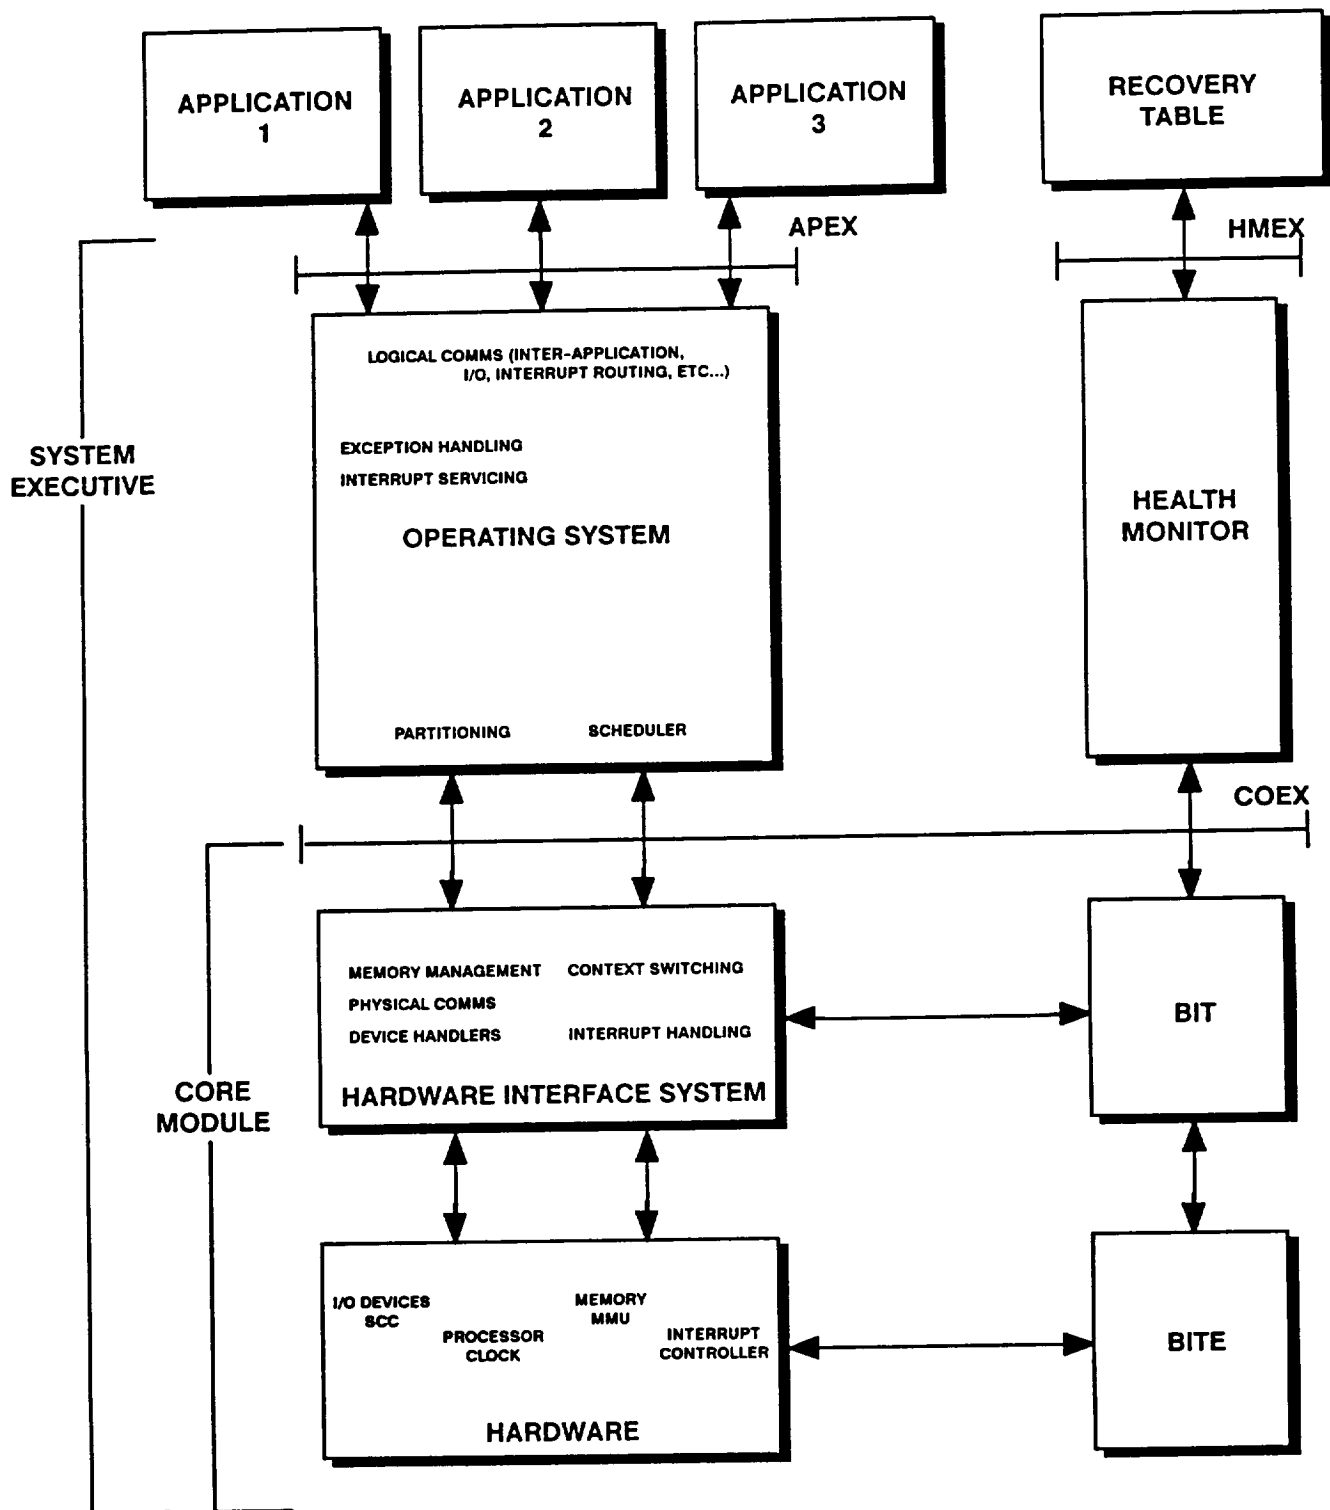 APPLICATION
1
APPLICATION
2
APPLICATION
3
RECOVERY
TABLE
APEX
HMEX
LOGICAL COMMS (INTER-APPLICATION,
I/O, INTERRUPT ROUTING, ETC...)
EXCEPTION HANDLING
INTERRUPT SERVICING
OPERATING SYSTEM
PARTITIONING
SCHEDULER
HEALTH
MONITOR
SYSTEM
EXECUTIVE
COEX
MEMORY MANAGEMENT
CONTEXT SWITCHING
PHYSICAL COMMS
DEVICE HANDLERS
INTERRUPT HANDLING
HARDWARE INTERFACE SYSTEM
BIT
CORE
MODULE
I/O DEVICES
SCC
PROCESSOR
CLOCK
MEMORY
MMU
INTERRUPT
CONTROLLER
HARDWARE
BITE